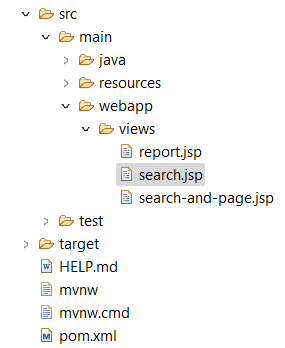 src
main
java
resources
webapp
views
report.jsp
search.jsp
search-and-page.jsp
test
target
HELP.md
mvnw
mvnw.cmd
pom.xml